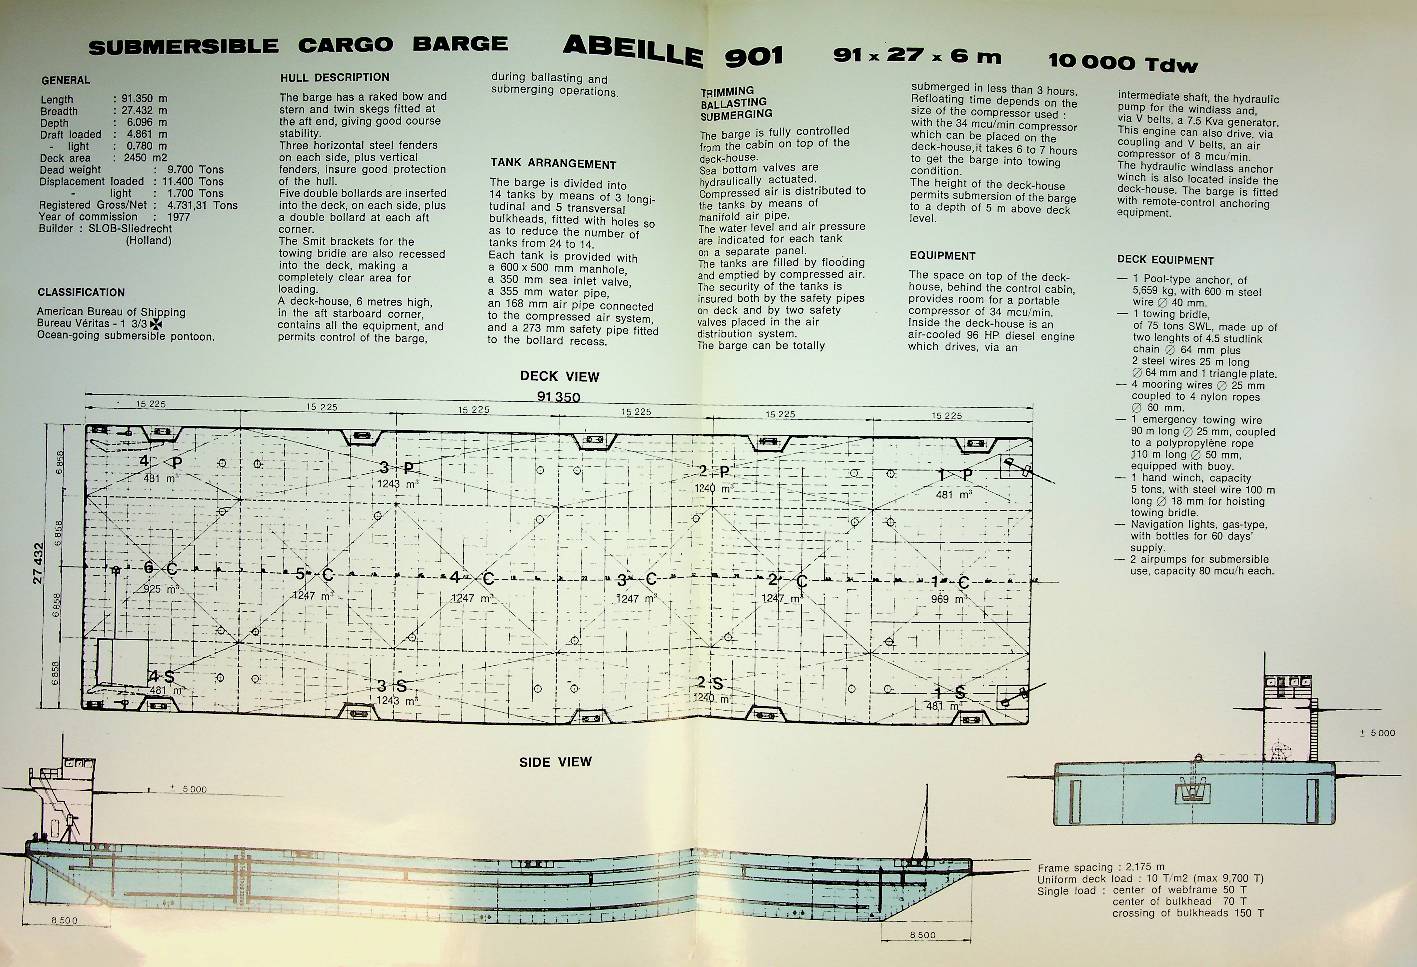 SUBMERSIBLE CARGO BARGE ABEILLE 901 91 x 27 x 6 m 10 000 Tdw
GENERAL
Length : 91.350 m
Breadth : 27.432 m
Depth : 6.096 m
Draft loaded : 4.861 m
- light : 0.780 m
Deck area : 2450 m2
Dead weight : 9.700 Tons
Displacement loaded : 11.400 Tons
- light : 1.700 Tons
Registered Gross/Net : 4.731,31 Tons
Year of commission : 1977
Builder : SLOB-Sliedrecht
(Holland)
CLASSIFICATION
American Bureau of Shipping
Bureau Véritas - 1 3/3 ✠
Ocean-going submersible pontoon.
HULL DESCRIPTION
The barge has a raked bow and
stern and twin skegs fitted at
the aft end, giving good course
stability.
Three horizontal steel fenders
on each side, plus vertical
fenders, insure good protection
of the hull.
Five double bollards are inserted
into the deck, on each side, plus
a double bollard at each aft
corner.
The Smit brackets for the
towing bridle are also recessed
into the deck, making a
completely clear area for
loading.
A deck-house, 6 metres high,
in the aft starboard corner,
contains all the equipment, and
permits control of the barge,
during ballasting and
submerging operations.
TANK ARRANGEMENT
The barge is divided into
14 tanks by means of 3 longi-
tudinal and 5 transversal
bulkheads, fitted with holes so
as to reduce the number of
tanks from 24 to 14.
Each tank is provided with
a 600 x 500 mm manhole,
a 350 mm sea inlet valve,
a 355 mm water pipe,
an 168 mm air pipe connected
to the compressed air system,
and a 273 mm safety pipe fitted
to the bollard recess.
TRIMMING
BALLASTING
SUBMERGING
The barge is fully controlled
from the cabin on top of the
deck-house.
Sea bottom valves are
hydraulically actuated.
Compressed air is distributed to
the tanks by means of
manifold air pipe.
The water level and air pressure
are indicated for each tank
on a separate panel.
The tanks are filled by flooding
and emptied by compressed air.
The security of the tanks is
insured both by the safety pipes
on deck and by two safety
valves placed in the air
distribution system.
The barge can be totally
submerged in less than 3 hours.
Refloating time depends on the
size of the compressor used :
with the 34 mcu/min compressor
which can be placed on the
deck-house, it takes 6 to 7 hours
to get the barge into towing
condition.
The height of the deck-house
permits submersion of the barge
to a depth of 5 m above deck
level.
EQUIPMENT
The space on top of the deck-
house, behind the control cabin,
provides room for a portable
compressor of 34 mcu/min.
Inside the deck-house is an
air-cooled 96 HP diesel engine
which drives, via an
intermediate shaft, the hydraulic
pump for the windlass and,
via V belts, a 7.5 Kva generator.
This engine can also drive, via
coupling and V belts, an air
compressor of 8 mcu/min.
The hydraulic windlass anchor
winch is also located inside the
deck-house. The barge is fitted
with remote-control anchoring
equipment.
DECK EQUIPMENT
— 1 Pool-type anchor, of
5,659 kg, with 600 m steel
wire ∅ 40 mm.
— 1 towing bridle,
of 75 tons SWL, made up of
two lenghts of 4.5 studlink
chain ∅ 64 mm plus
2 steel wires 25 m long
∅ 64 mm and 1 triangle plate.
— 4 mooring wires ∅ 25 mm
coupled to 4 nylon ropes
∅ 60 mm.
— 1 emergency towing wire
90 m long ∅ 25 mm, coupled
to a polypropylène rope
110 m long ∅ 50 mm,
equipped with buoy.
— 1 hand winch, capacity
5 tons, with steel wire 100 m
long ∅ 18 mm for hoisting
towing bridle.
— Navigation lights, gas-type,
with bottles for 60 days'
supply.
— 2 airpumps for submersible
use, capacity 80 mcu/h each.
DECK VIEW
91 350
15 225 15 225 15 225 15 225 15 225 15 225
27 432
6 858
6 858
6 858
6 858
4 P 3 P 2 P 1 P
481 m³ 1243 m³ 1240 m³ 481 m³
6 C 5 C 4 C 3 C 2 C 1 C
925 m³ 1247 m³ 1247 m³ 1247 m³ 1247 m³ 969 m³
4 S 3 S 2 S 1 S
481 m³ 1243 m³ 1240 m³ 481 m³
SIDE VIEW
± 5 000
± 5 000
8 500
8 500
Frame spacing : 2,175 m
Uniform deck load : 10 T/m2 (max 9,700 T)
Single load : center of webframe 50 T
center of bulkhead 70 T
crossing of bulkheads 150 T